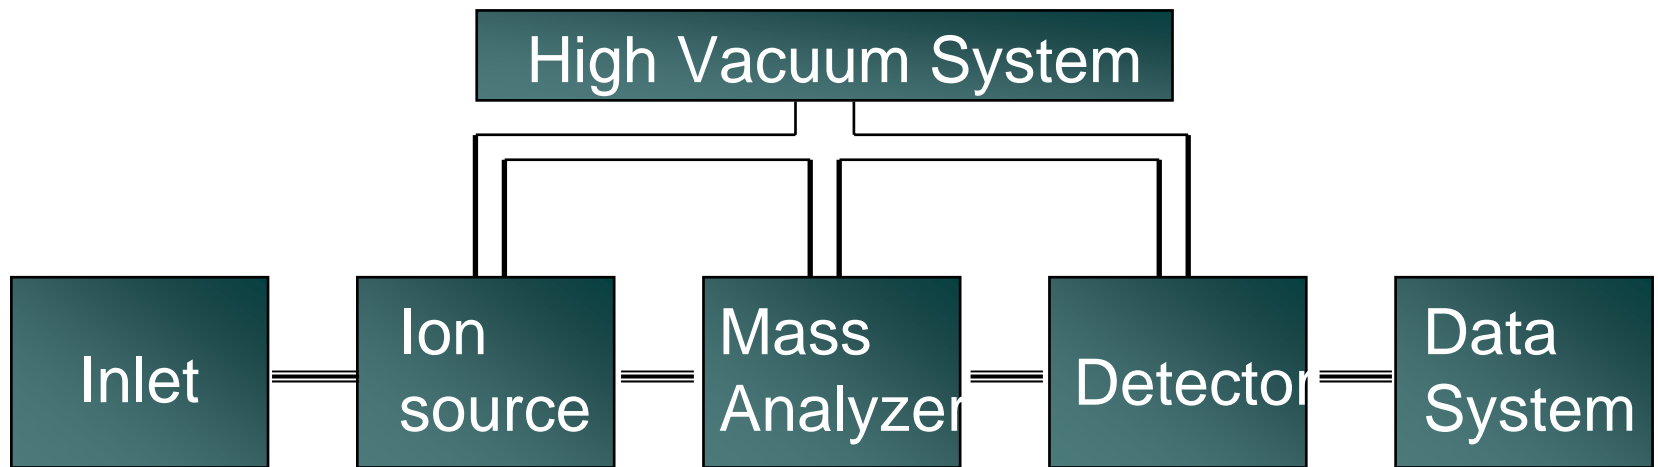 High Vacuum System
Inlet
Ion
source
Mass
Analyzer
Detector
Data
System